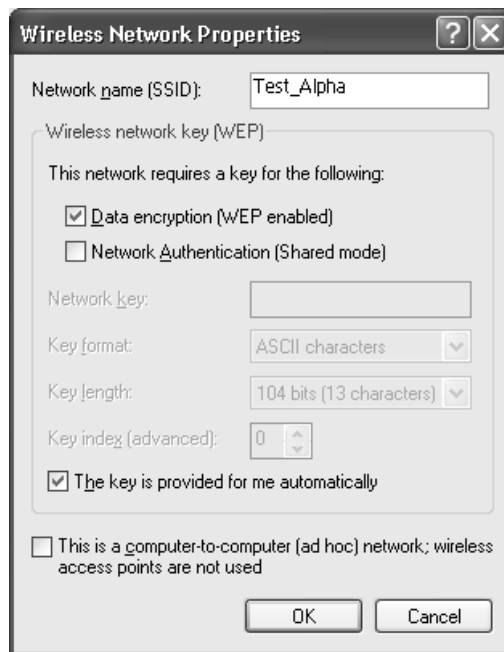 Wireless Network Properties
Network name (SSID): Test_Alpha
Wireless network key (WEP)
This network requires a key for the following:
Data encryption (WEP enabled)
Network Authentication (Shared mode)
Network key:
Key format: ASCII characters
Key length: 104 bits (13 characters)
Key index (advanced): 0
The key is provided for me automatically
This is a computer-to-computer (ad hoc) network; wireless
access points are not used
OK Cancel